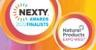 NEXTY
AWARDS
FINALISTS
Natural
Products
EXPO WEST